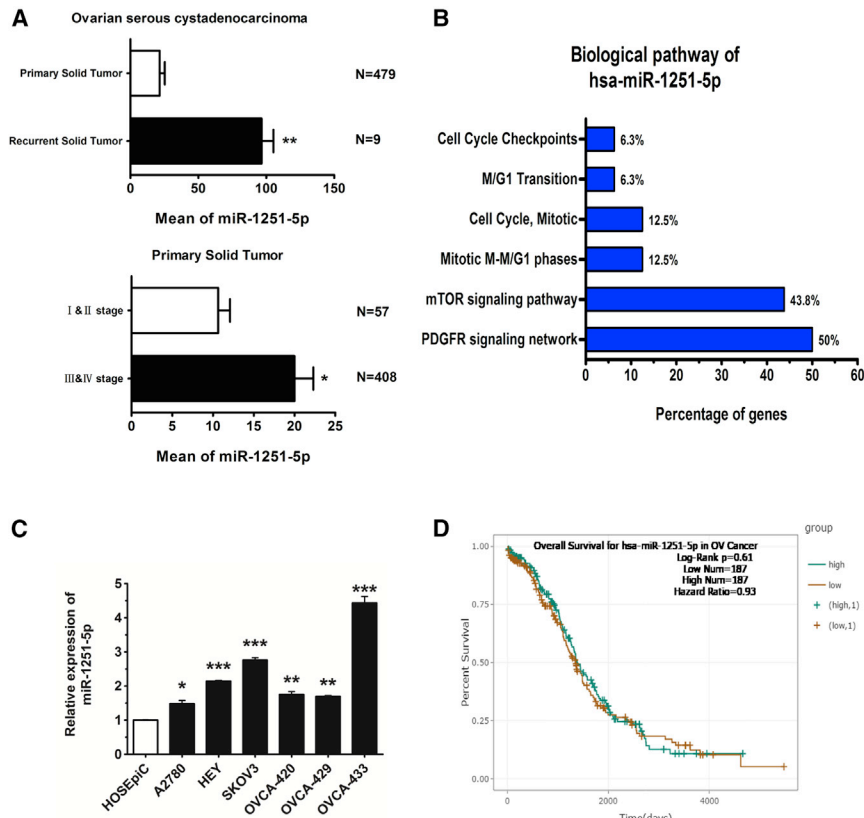 A
Ovarian serous cystadenocarcinoma
Primary Solid Tumor
N=479
Recurrent Solid Tumor
**
N=9
0 50 100 150
Mean of miR-1251-5p
Primary Solid Tumor
I & II stage
N=57
III&IV stage
*
N=408
0 5 10 15 20 25
Mean of miR-1251-5p
B
Biological pathway of
hsa-miR-1251-5p
Cell Cycle Checkpoints
6.3%
M/G1 Transition
6.3%
Cell Cycle, Mitotic
12.5%
Mitotic M-M/G1 phases
12.5%
mTOR signaling pathway
43.8%
PDGFR signaling network
50%
0 10 20 30 40 50 60
Percentage of genes
C
Relative expression of
miR-1251-5p
5
4
3
2
1
0
* *** *** ** ** ***
HOSEpiC
A2780
HEY
SKOV3
OVCA-420
OVCA-429
OVCA-433
D
Overall Survival for hsa-miR-1251-5p in OV Cancer
Log-Rank p=0.61
Low Num=187
High Num=187
Hazard Ratio=0.93
Percent Survival
1.00
0.75
0.50
0.25
0.00
0 2000 4000
Time(days)
group
high
low
(high,1)
(low,1)